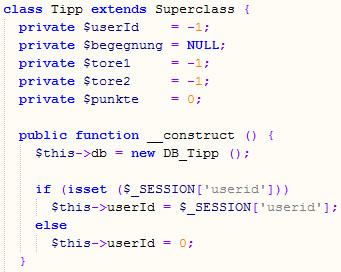 class Tipp extends Superclass {
  private $userId    = -1;
  private $begegnung = NULL;
  private $tore1     = -1;
  private $tore2     = -1;
  private $punkte    = 0;

  public function __construct () {
    $this->db = new DB_Tipp ();

    if (isset ($_SESSION['userid']))
      $this->userId = $_SESSION['userid'];
    else
      $this->userId = 0;
  }